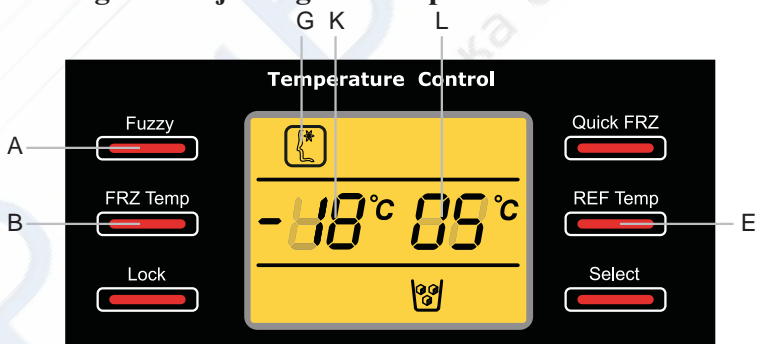 G K L
Temperature Control
Fuzzy
Quick FRZ
A
-18°C 05°C
FRZ Temp
REF Temp
B
E
Lock
Select